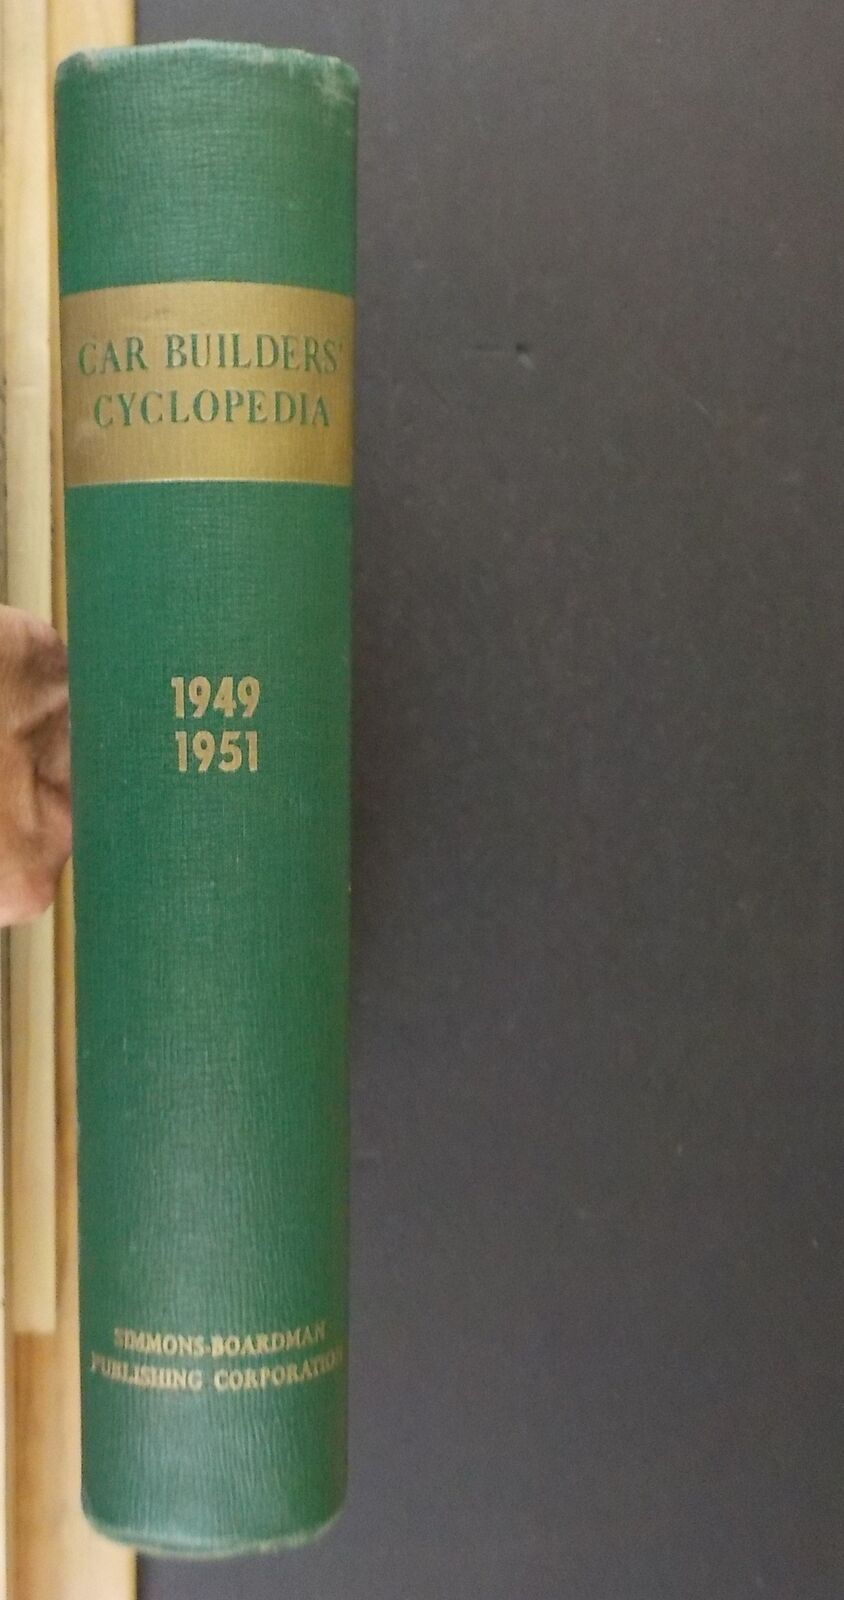 CAR BUILDERS'
CYCLOPEDIA
1949
1951
SIMMONS-BOARDMAN
PUBLISHING CORPORATION